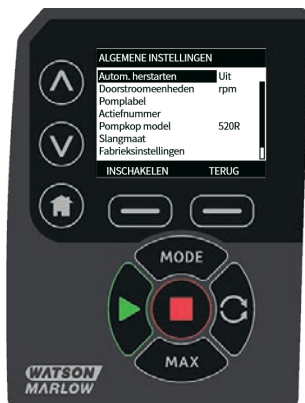 ALGEMENE INSTELLINGEN
Autom. herstarten Uit
Doorstroomeenheden rpm
Pomplabel
Actiefnummer
Pompkop model 520R
Slangmaat
Fabrieksinstellingen
INSCHAKELEN TERUG
MODE
MAX
WATSON
MARLOW